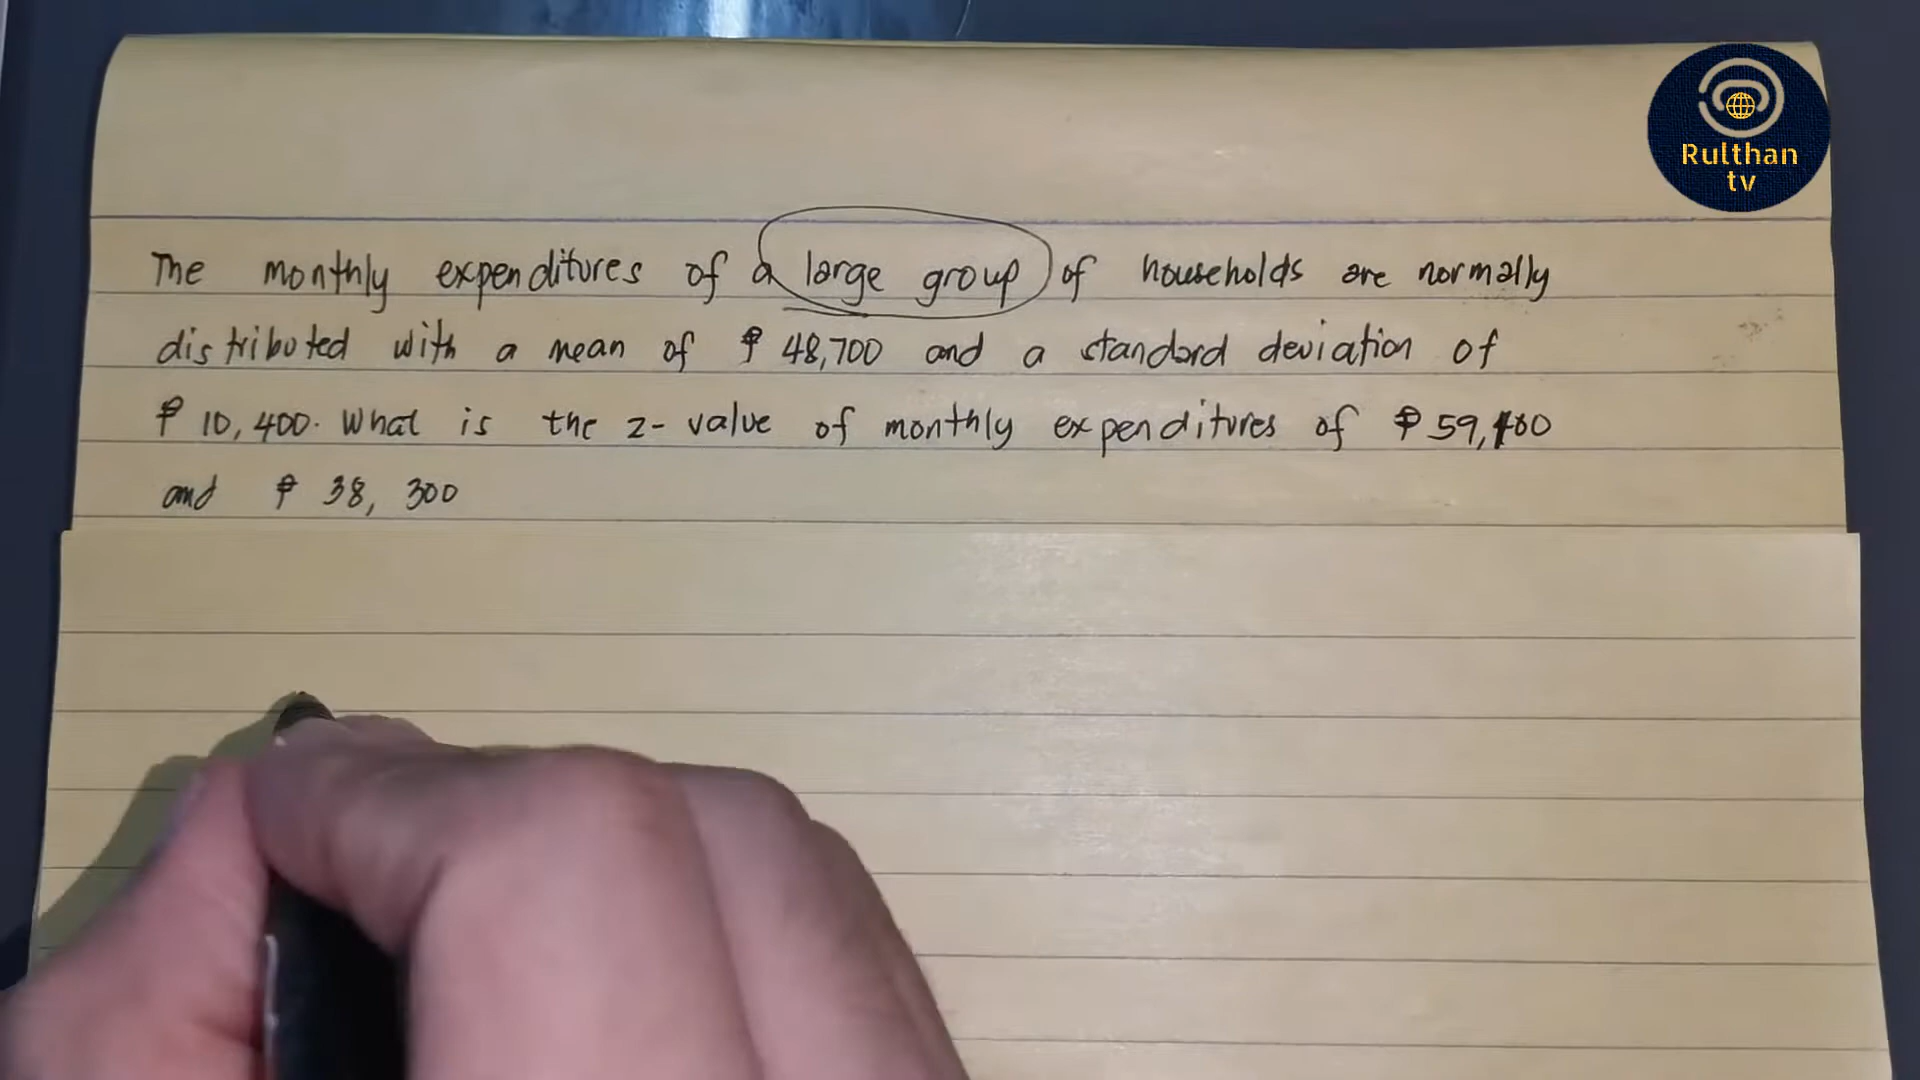 Rulthan
tv
The monthly expenditures of a large group of households are normally
distributed with a mean of ₱ 48,700 and a standard deviation of
₱ 10,400. What is the z-value of monthly expenditures of ₱ 59,100
and ₱ 38, 300